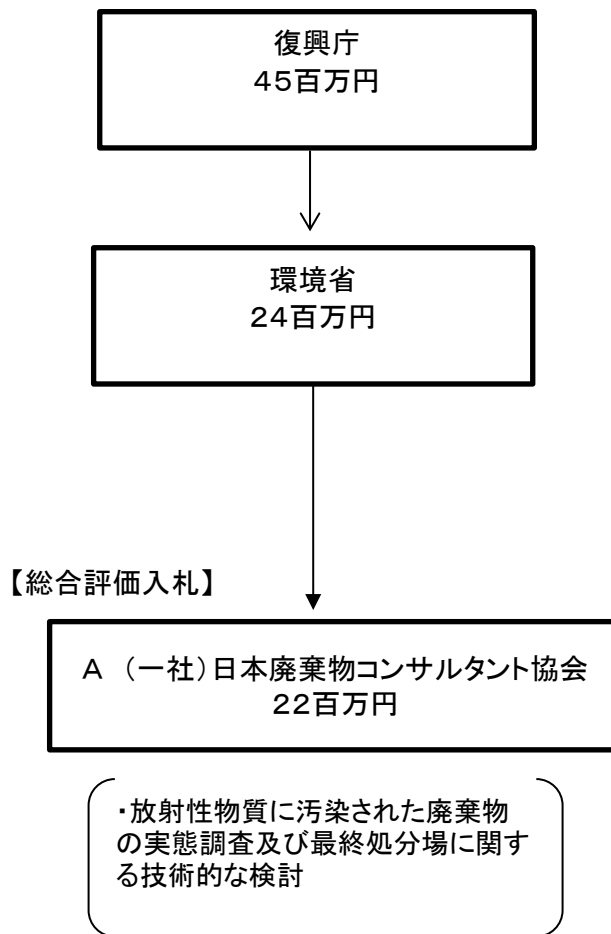 復興庁
45百万円
環境省
24百万円
【総合評価入札】
A (一社)日本廃棄物コンサルタント協会
22百万円
・放射性物質に汚染された廃棄物
の実態調査及び最終処分場に関す
る技術的な検討